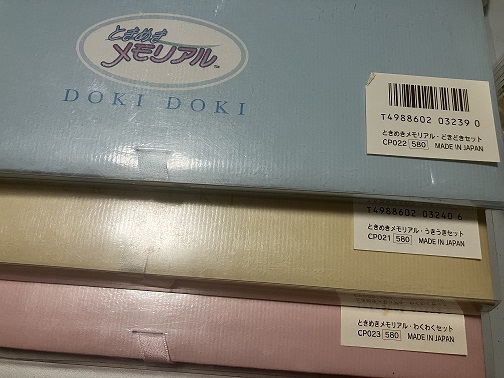 ときめき
メモリアル™
DOKI DOKI
T4988602 03239 0
ときめきメモリアル・どきどきセット
CP022 580 MADE IN JAPAN
T4988602 03240 6
ときめきメモリアル・うきうきセット
CP021 580 MADE IN JAPAN
ときめきメモリアル・わくわくセット
CP023 580 MADE IN JAPAN